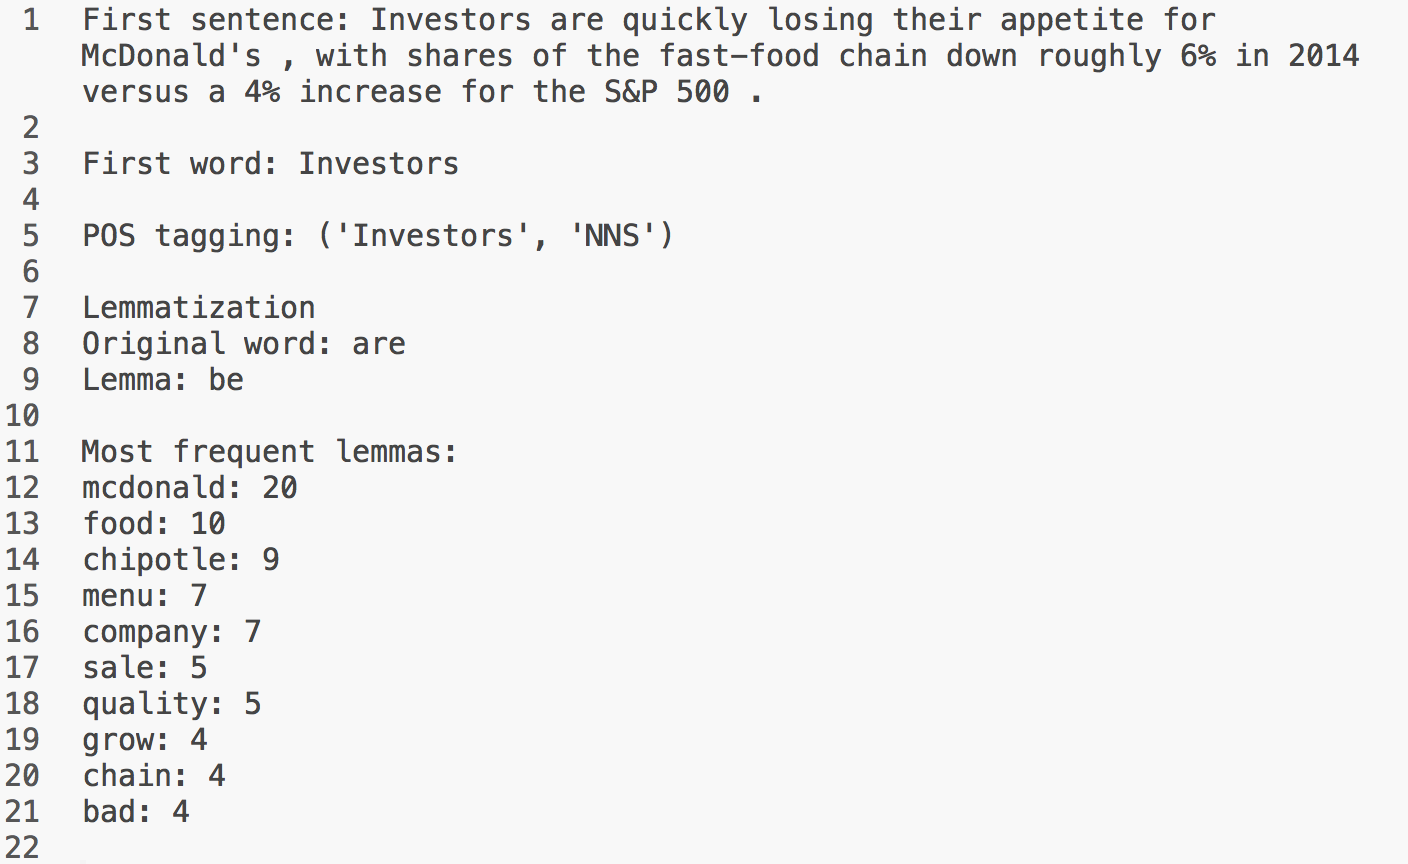 1 First sentence: Investors are quickly losing their appetite for
McDonald's , with shares of the fast-food chain down roughly 6% in 2014
versus a 4% increase for the S&P 500 .
2
3 First word: Investors
4
5 POS tagging: ('Investors', 'NNS')
6
7 Lemmatization
8 Original word: are
9 Lemma: be
10
11 Most frequent lemmas:
12 mcdonald: 20
13 food: 10
14 chipotle: 9
15 menu: 7
16 company: 7
17 sale: 5
18 quality: 5
19 grow: 4
20 chain: 4
21 bad: 4
22